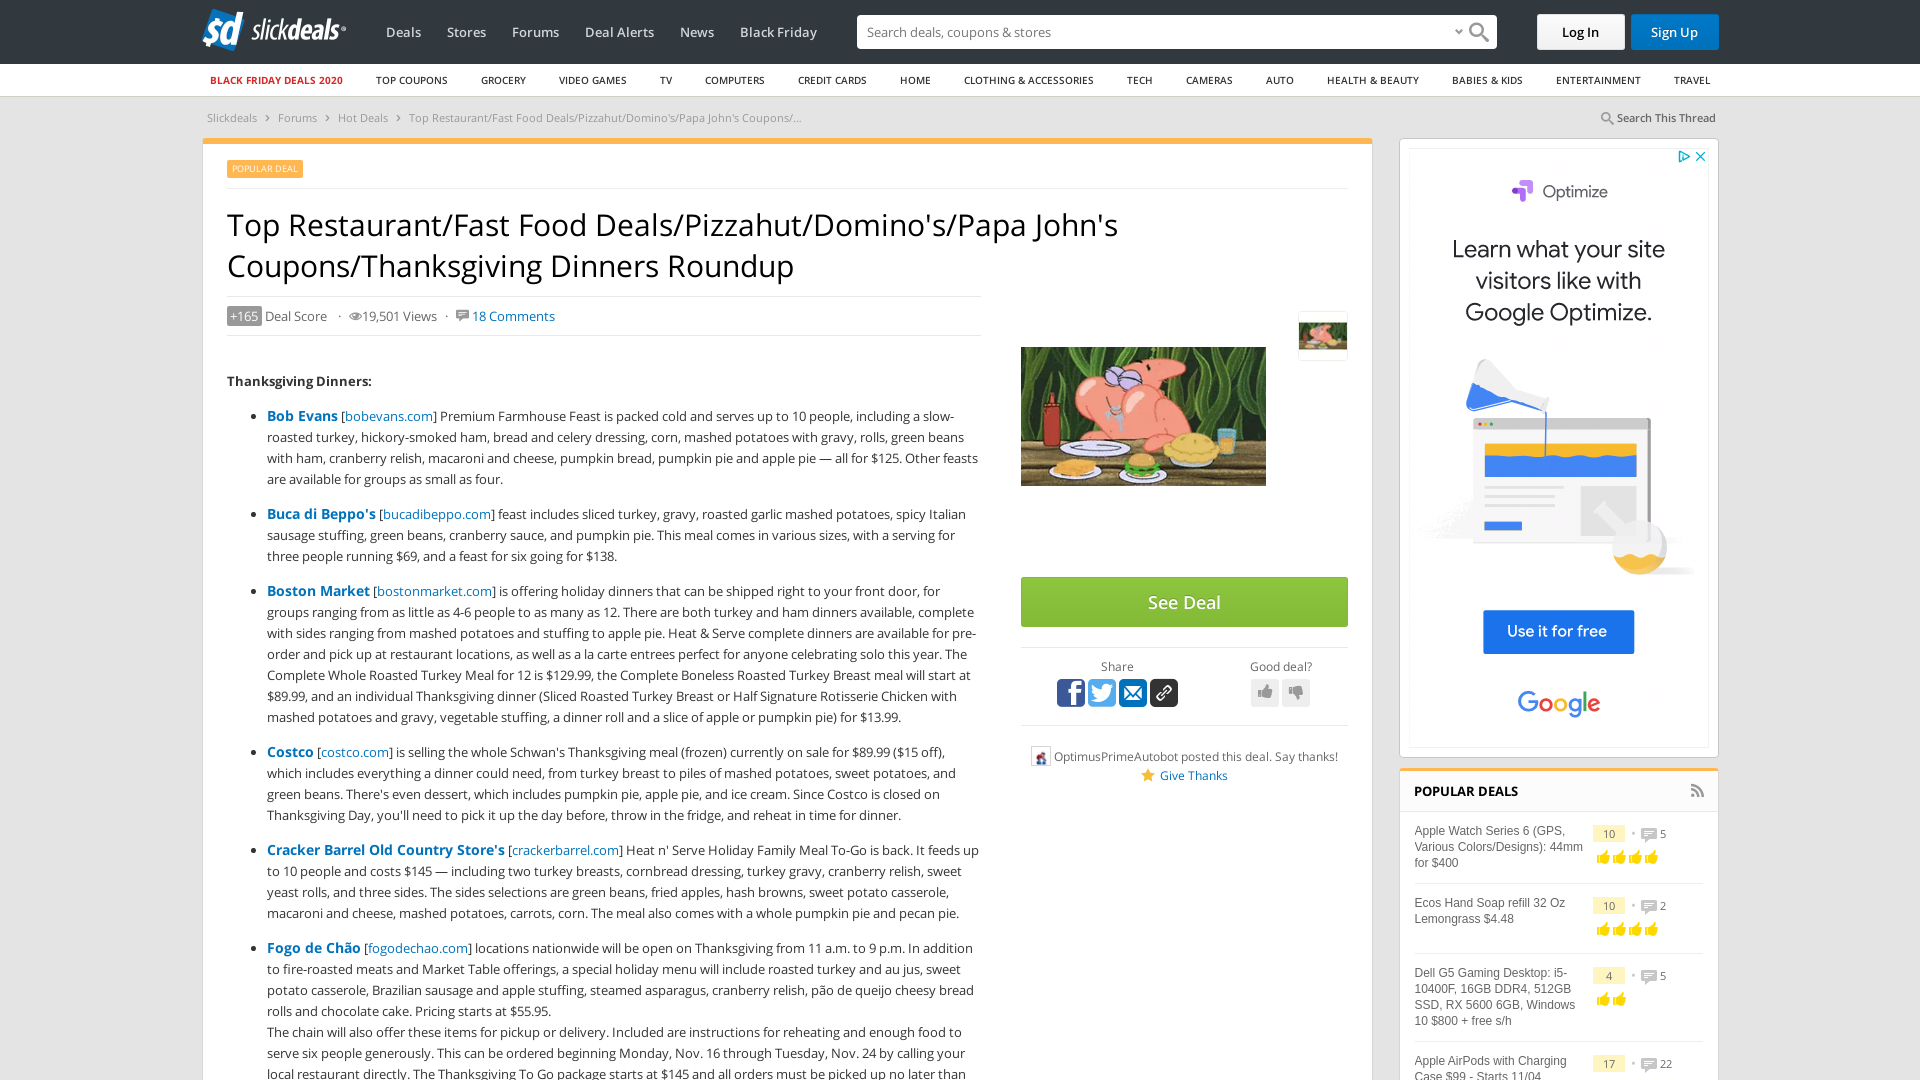 sd slickdeals
Deals Stores Forums Deal Alerts News Black Friday
Search deals, coupons & stores
Log In Sign Up
BLACK FRIDAY DEALS 2020 TOP COUPONS GROCERY VIDEO GAMES TV COMPUTERS CREDIT CARDS HOME CLOTHING & ACCESSORIES TECH CAMERAS AUTO HEALTH & BEAUTY BABIES & KIDS ENTERTAINMENT TRAVEL
Slickdeals › Forums › Hot Deals › Top Restaurant/Fast Food Deals/Pizzahut/Domino's/Papa John's Coupons/...
Search This Thread
POPULAR DEAL
Top Restaurant/Fast Food Deals/Pizzahut/Domino's/Papa John's
Coupons/Thanksgiving Dinners Roundup
+165 Deal Score · 19,501 Views · 18 Comments
Thanksgiving Dinners:
Bob Evans [bobevans.com] Premium Farmhouse Feast is packed cold and serves up to 10 people, including a slow-
roasted turkey, hickory-smoked ham, bread and celery dressing, corn, mashed potatoes with gravy, rolls, green beans
with ham, cranberry relish, macaroni and cheese, pumpkin bread, pumpkin pie and apple pie — all for $125. Other feasts
are available for groups as small as four.
Buca di Beppo's [bucadibeppo.com] feast includes sliced turkey, gravy, roasted garlic mashed potatoes, spicy Italian
sausage stuffing, green beans, cranberry sauce, and pumpkin pie. This meal comes in various sizes, with a serving for
three people running $69, and a feast for six going for $138.
Boston Market [bostonmarket.com] is offering holiday dinners that can be shipped right to your front door, for
groups ranging from as little as 4-6 people to as many as 12. There are both turkey and ham dinners available, complete
with sides ranging from mashed potatoes and stuffing to apple pie. Heat & Serve complete dinners are available for pre-
order and pick up at restaurant locations, as well as a la carte entrees perfect for anyone celebrating solo this year. The
Complete Whole Roasted Turkey Meal for 12 is $129.99, the Complete Boneless Roasted Turkey Breast meal will start at
$89.99, and an individual Thanksgiving dinner (Sliced Roasted Turkey Breast or Half Signature Rotisserie Chicken with
mashed potatoes and gravy, vegetable stuffing, a dinner roll and a slice of apple or pumpkin pie) for $13.99.
Costco [costco.com] is selling the whole Schwan's Thanksgiving meal (frozen) currently on sale for $89.99 ($15 off),
which includes everything a dinner could need, from turkey breast to piles of mashed potatoes, sweet potatoes, and
green beans. There's even dessert, which includes pumpkin pie, apple pie, and ice cream. Since Costco is closed on
Thanksgiving Day, you'll need to pick it up the day before, throw in the fridge, and reheat in time for dinner.
Cracker Barrel Old Country Store's [crackerbarrel.com] Heat n' Serve Holiday Family Meal To-Go is back. It feeds up
to 10 people and costs $145 — including two turkey breasts, cornbread dressing, turkey gravy, cranberry relish, sweet
yeast rolls, and three sides. The sides selections are green beans, fried apples, hash browns, sweet potato casserole,
macaroni and cheese, mashed potatoes, carrots, corn. The meal also comes with a whole pumpkin pie and pecan pie.
Fogo de Chão [fogodechao.com] locations nationwide will be open on Thanksgiving from 11 a.m. to 9 p.m. In addition
to fire-roasted meats and Market Table offerings, a special holiday menu will include roasted turkey and au jus, sweet
potato casserole, Brazilian sausage and apple stuffing, steamed asparagus, cranberry relish, pão de queijo cheesy bread
rolls and chocolate cake. Pricing starts at $55.95.
The chain will also offer these items for pickup or delivery. Included are instructions for reheating and enough food to
serve six people generously. This can be ordered beginning Monday, Nov. 16 through Tuesday, Nov. 24 by calling your
local restaurant directly. The Thanksgiving To Go package starts at $145 and all orders must be picked up no later than
See Deal
Share
Good deal?
OptimusPrimeAutobot posted this deal. Say thanks!
Give Thanks
Optimize
Learn what your site
visitors like with
Google Optimize.
Use it for free
Google
POPULAR DEALS
Apple Watch Series 6 (GPS,
Various Colors/Designs): 44mm
for $400
10 • 5
Ecos Hand Soap refill 32 Oz
Lemongrass $4.48
10 • 2
Dell G5 Gaming Desktop: i5-
10400F, 16GB DDR4, 512GB
SSD, RX 5600 6GB, Windows
10 $800 + free s/h
4 • 5
Apple AirPods with Charging
Case $99 - Starts 11/04
17 • 22